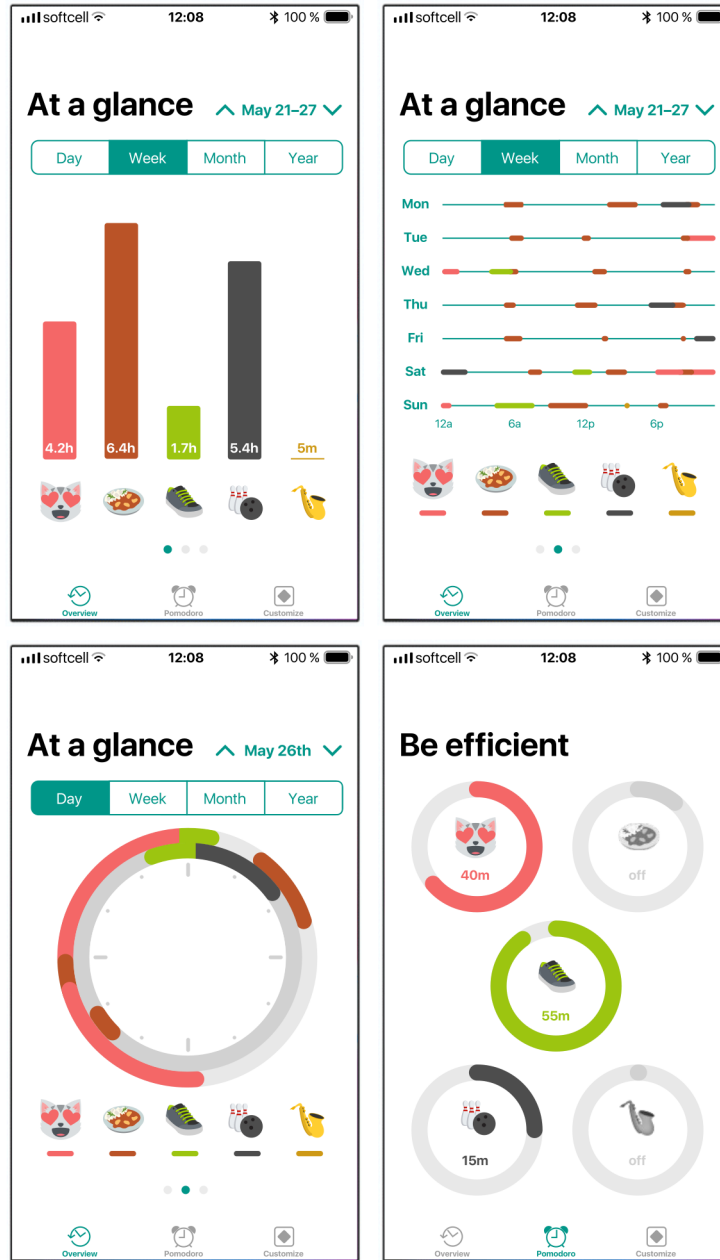 softcell 12:08 100 %
At a glance May 21–27
Day Week Month Year
4.2h 6.4h 1.7h 5.4h 5m
Overview Pomodoro Customize
softcell 12:08 100 %
At a glance May 21–27
Day Week Month Year
Mon
Tue
Wed
Thu
Fri
Sat
Sun
12a 6a 12p 6p
Overview Pomodoro Customize
softcell 12:08 100 %
At a glance May 26th
Day Week Month Year
Overview Pomodoro Customize
softcell 12:08 100 %
Be efficient
40m off
55m
15m off
Overview Pomodoro Customize